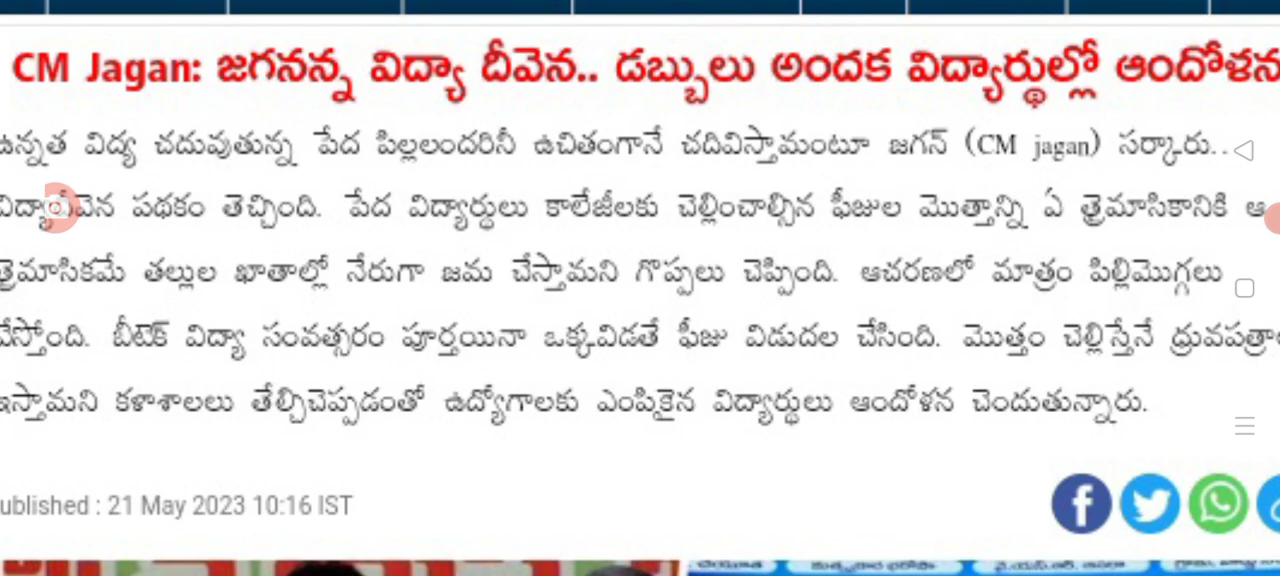 CM Jagan: జగనన్న విద్యా దీవెన.. డబ్బులు అందక విద్యార్థుల్లో ఆందోళన
ఉన్నత విద్య చదువుతున్న పేద పిల్లలందరినీ ఉచితంగానే చదివిస్తామంటూ జగన్ (CM jagan) సర్కారు..
విద్యాదీవెన పథకం తెచ్చింది. పేద విద్యార్థులు కాలేజీలకు చెల్లించాల్సిన ఫీజుల మొత్తాన్ని ఏ త్రైమాసికానికి ఆ
త్రైమాసికమే తల్లుల ఖాతాల్లో నేరుగా జమ చేస్తామని గొప్పలు చెప్పింది. ఆచరణలో మాత్రం పిల్లిమొగ్గలు
వేస్తోంది. బీటెక్ విద్యా సంవత్సరం పూర్తయినా ఒక్కవిడతే ఫీజు విడుదల చేసింది. మొత్తం చెల్లిస్తేనే
ఇస్తామని కళాశాలలు తేల్చిచెప్పడంతో ఉద్యోగాలకు ఎంపికైన విద్యార్థులు ఆందోళన చెందుతున్నారు.
ublished : 21 May 2023 10:16 IST